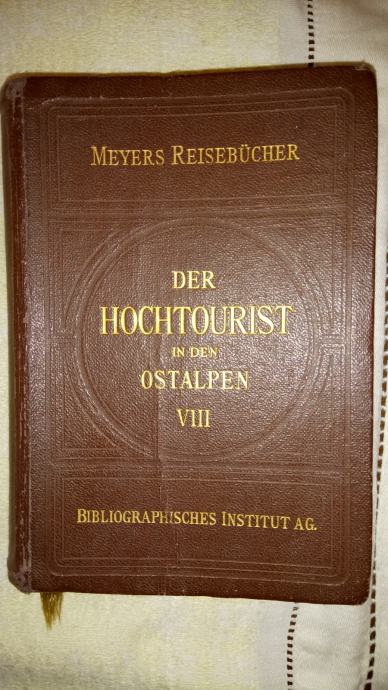 MEYERS REISEBÜCHER
DER
HOCHTOURIST
IN DEN
OSTALPEN
VIII
BIBLIOGRAPHISCHES INSTITUT AG.